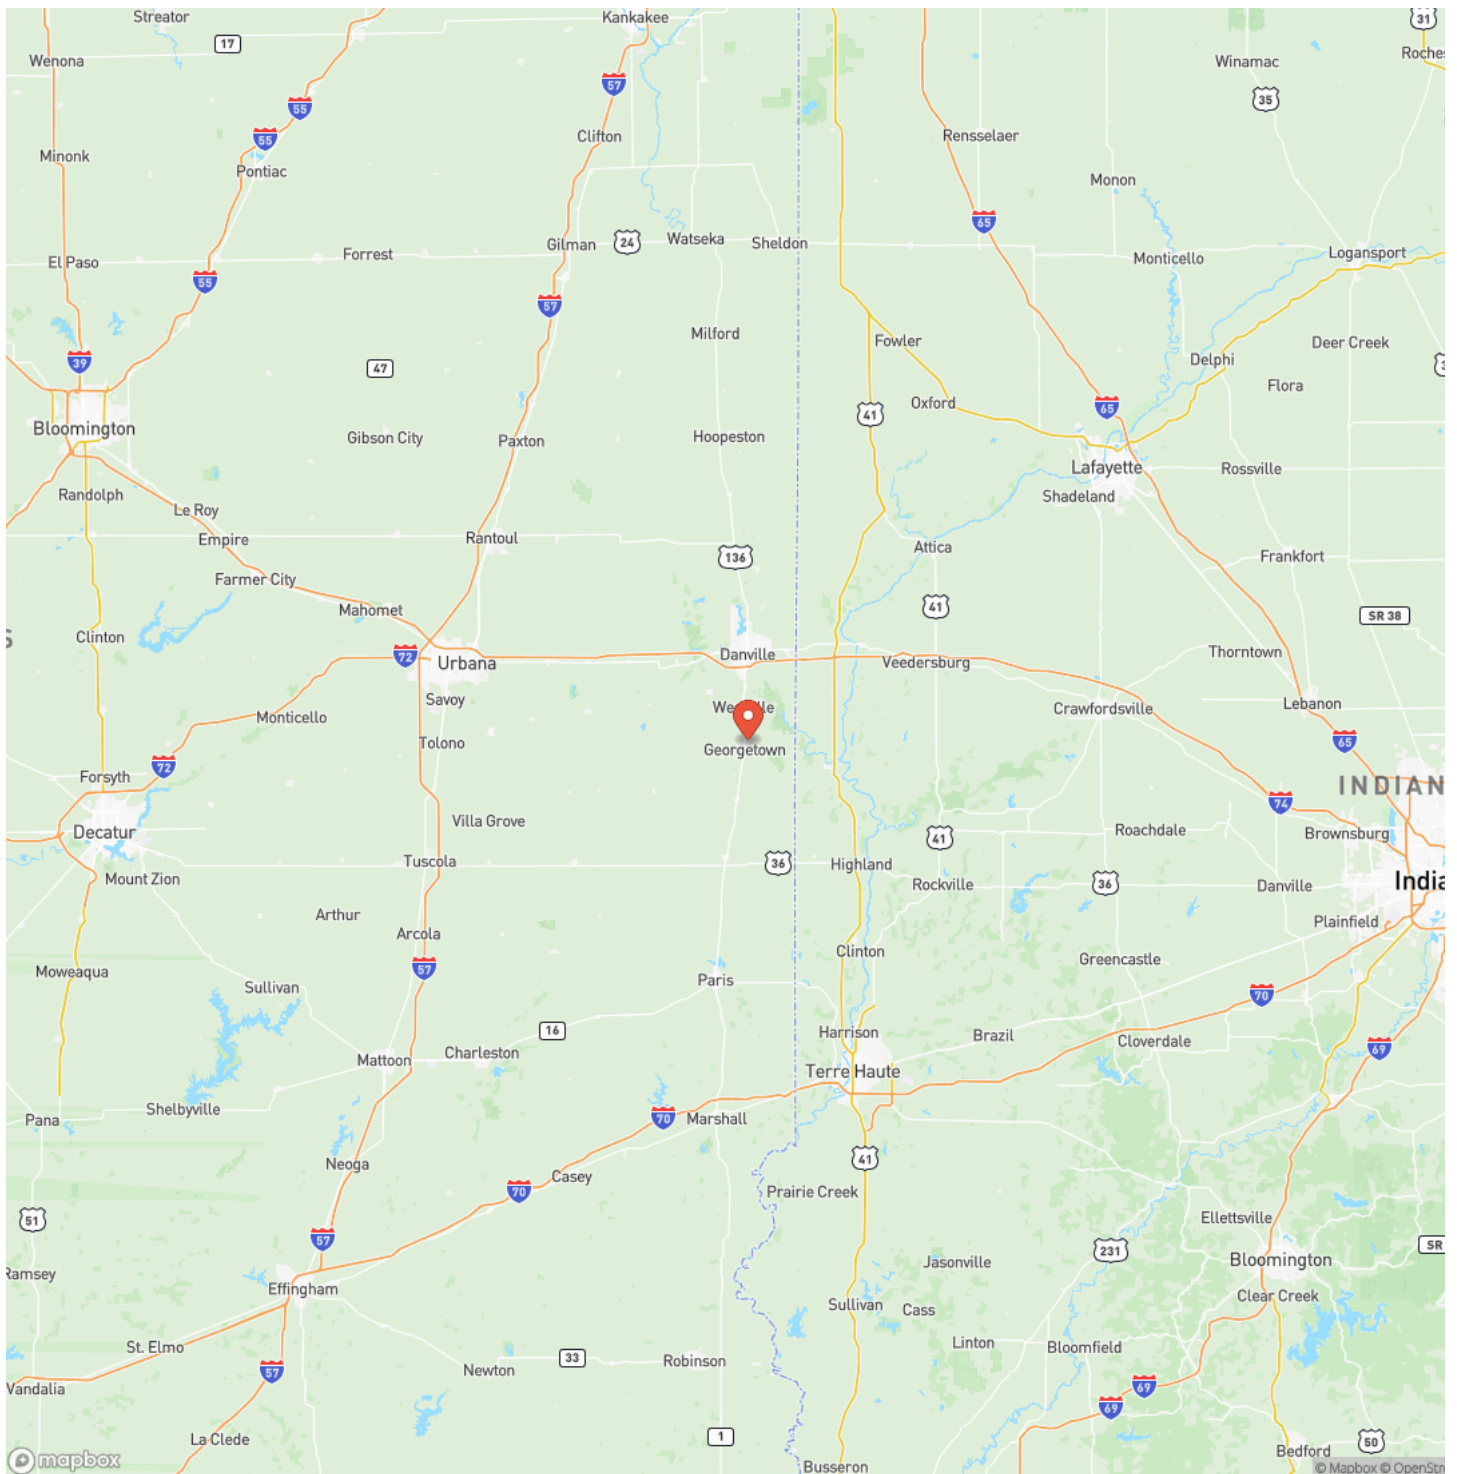 Streator
Kankakee
31
17
Wenona
Roches
Winamac
57
35
55
Clifton
Rensselaer
55
Minonk
Pontiac
Monon
65
Gilman
24
Watseka
Sheldon
Forrest
Logansport
El Paso
Monticello
55
57
Milford
Fowler
Deer Creek
39
47
Delphi
Flora
Oxford
65
41
Bloomington
Gibson City
Paxton
Hoopeston
Lafayette
Rossville
Randolph
Shadeland
Le Roy
Empire
Rantoul
Attica
136
Frankfort
Farmer City
Mahomet
41
SR 38
Clinton
S
72
Urbana
Danville
Veedersburg
Thorntown
Savoy
We lle
Crawfordsville
Lebanon
Monticello
Tolono
Georgetown
65
72
Forsyth
INDIAN
74
Villa Grove
Decatur
41
Roachdale
Brownsburg
Tuscola
36
Highland
Mount Zion
Rockville
36
Danville
India
Arthur
Plainfield
Arcola
Clinton
Greencastle
57
Moweaqua
Paris
Sullivan
70
16
Harrison
Brazil
Cloverdale
69
Mattoon
Charleston
Terre Haute
Shelbyville
Pana
70
Marshall
Neoga
41
Casey
70
Prairie Creek
51
Ellettsville
57
231
SR
Jasonville
Bloomington
Ramsey
Effingham
Clear Creek
Sullivan
Cass
St. Elmo
Linton
Bloomfield
57
Newton
33
Robinson
Vandalia
69
69
La Clede
1
50
Bedford
mapbox
Busseron
© Mapbox © OpenStre